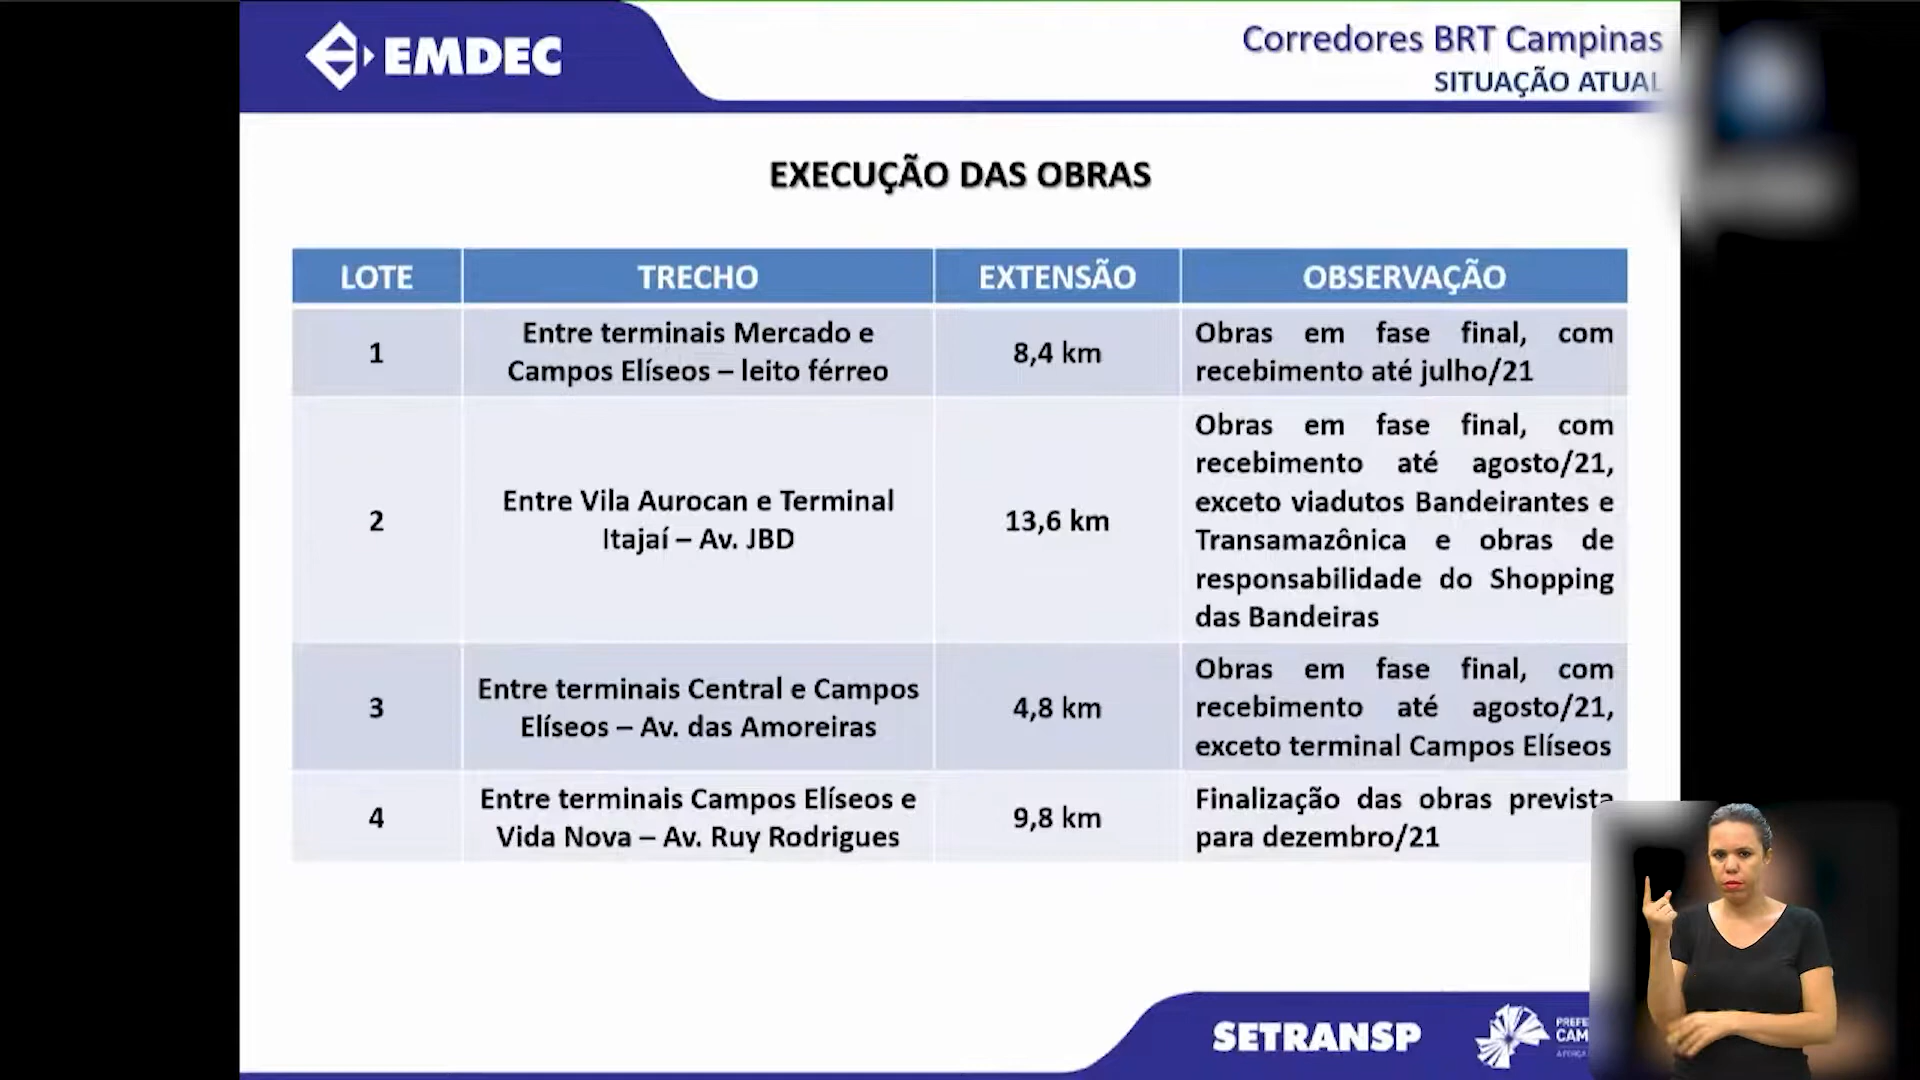 EMDEC
Corredores BRT Campinas
SITUAÇÃO ATUAL
EXECUÇÃO DAS OBRAS
LOTE
TRECHO
EXTENSÃO
OBSERVAÇÃO
1
Entre terminais Mercado e
Campos Elíseos – leito férreo
8,4 km
Obras em fase final, com
recebimento até julho/21
2
Entre Vila Aurocan e Terminal
Itajaí – Av. JBD
13,6 km
Obras em fase final, com
recebimento até agosto/21,
exceto viadutos Bandeirantes e
Transamazônica e obras de
responsabilidade do Shopping
das Bandeiras
3
Entre terminais Central e Campos
Elíseos – Av. das Amoreiras
4,8 km
Obras em fase final, com
recebimento até agosto/21,
exceto terminal Campos Elíseos
4
Entre terminais Campos Elíseos e
Vida Nova – Av. Ruy Rodrigues
9,8 km
Finalização das obras prevista
para dezembro/21
SETRANSP